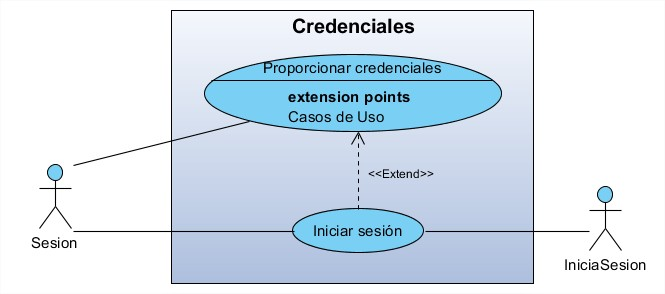 Credenciales
Proporcionar credenciales
extension points
Casos de Uso
<<Extend>>
Iniciar sesión
Sesion
IniciaSesion